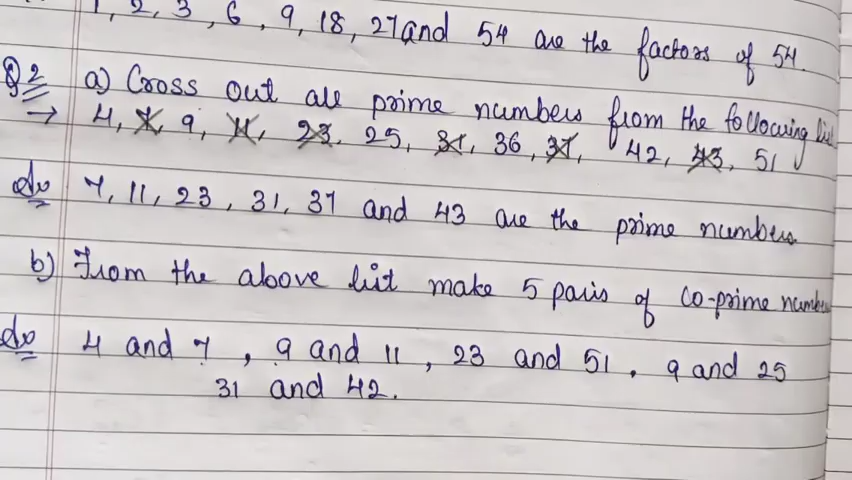 1, 2, 3, 6, 9, 18, 27 and 54 are the factors of 54.
Q2 a) Cross out all prime numbers from the following list
→ 4, 7, 9, 11, 23, 25, 31, 36, 37, 42, 43, 51
7, 11, 23, 31, 37 and 43 are the prime numbers.
b) From the above list make 5 pairs of co-prime number
4 and 7, 9 and 11, 23 and 51, 9 and 25
31 and 42.